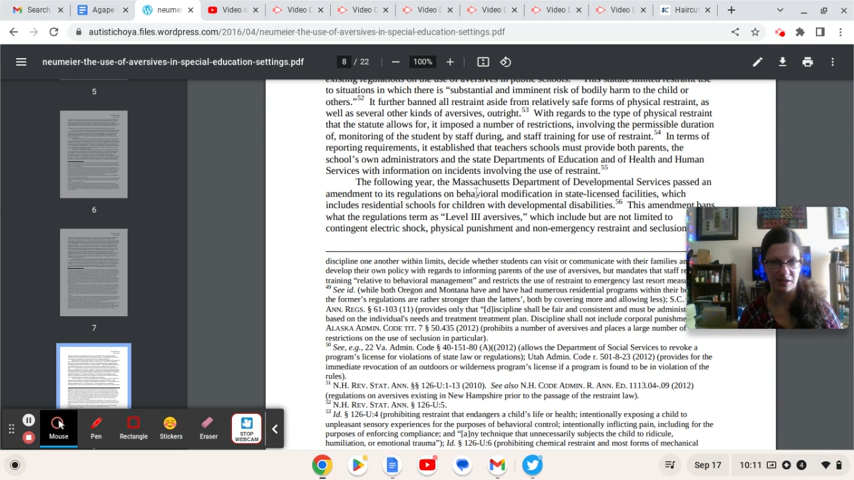 Search
Agape
neume
Video o
Video D
Video C
Video D
Video D
Video D
Video D
Haircut
autistichoya.files.wordpress.com/2016/04/neumeier-the-use-of-aversives-in-special-education-settings.pdf
neumeier-the-use-of-aversives-in-special-education-settings.pdf
8 / 22
100%
5
6
7
existing regulations on the use of aversives in public schools. This statute limited restraint use
to situations in which there is “substantial and imminent risk of bodily harm to the child or
others.”52 It further banned all restraint aside from relatively safe forms of physical restraint, as
well as several other kinds of aversives, outright.53 With regards to the type of physical restraint
that the statute allows for, it imposed a number of restrictions, involving the permissible duration
of, monitoring of the student by staff during, and staff training for use of restraint.54 In terms of
reporting requirements, it established that teachers schools must provide both parents, the
school’s own administrators and the state Departments of Education and of Health and Human
Services with information on incidents involving the use of restraint.55
The following year, the Massachusetts Department of Developmental Services passed an
amendment to its regulations on behavioral modification in state-licensed facilities, which
includes residential schools for children with developmental disabilities.56 This amendment bans
what the regulations term as “Level III aversives,” which include but are not limited to
contingent electric shock, physical punishment and non-emergency restraint and seclusion
discipline one another within limits, decide whether students can visit or communicate with their families an
develop their own policy with regards to informing parents of the use of aversives, but mandates that staff re
training “relative to behavioral management” and restricts the use of restraint to emergency last resort meas
49 See id. (while both Oregon and Montana have and have had numerous residential programs within their b
the former’s regulations are rather stronger than the latters’, both by covering more and allowing less); S.C.
ANN. REGS. § 61-103 (11) (provides only that “[d]iscipline shall be fair and consistent and must be adminis
based on the individual’s needs and treatment treatment plan. Discipline shall not include corporal punishme
ALASKA ADMIN. CODE TIT. 7 § 50.435 (2012) (prohibits a number of aversives and places a large number of
restrictions on the use of seclusion in particular).
50 See, e.g., 22 Va. Admin. Code § 40-151-80 (A)((2012) (allows the Department of Social Services to revoke a
program’s license for violations of state law or regulations); Utah Admin. Code r. 501-8-23 (2012) (provides for the
immediate revocation of an outdoors or wilderness program’s license if a program is found to be in violation of the
rules).
51 N.H. REV. STAT. ANN. §§ 126-U:1-13 (2010). See also N.H. CODE ADMIN. R. ANN. ED. 1113.04-.09 (2012)
(regulations on aversives existing in New Hampshire prior to the passage of the restraint law).
52 N.H. REV. STAT. ANN. § 126-U:5.
53 Id. § 126-U:4 (prohibiting restraint that endangers a child’s life or health; intentionally exposing a child to
unpleasant sensory experiences for the purposes of behavioral control; intentionally inflicting pain, including for the
purposes of enforcing compliance; and “[a]ny technique that unnecessarily subjects the child to ridicule,
humiliation, or emotional trauma”); Id. § 126-U:6 (prohibiting chemical restraint and most forms of mechanical
Mouse
Pen
Rectangle
Stickers
Eraser
STOP
WEBCAM
Sep 17
10:11